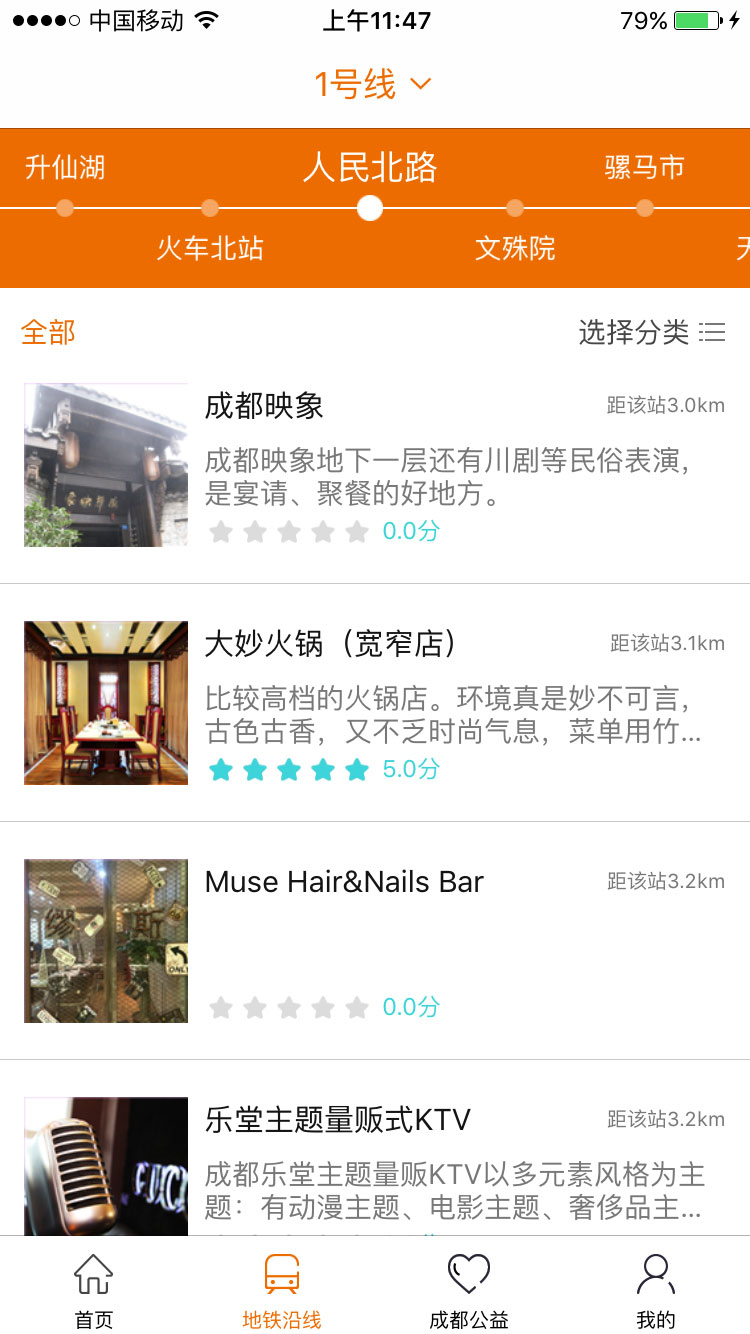 中国移动 上午11:47 79%
1号线
升仙湖 人民北路 骡马市
火车北站 文殊院
全部 选择分类
成都映象 距该站3.0km
成都映象地下一层还有川剧等民俗表演，
是宴请、聚餐的好地方。
0.0分
大妙火锅（宽窄店） 距该站3.1km
比较高档的火锅店。环境真是妙不可言，
古色古香，又不乏时尚气息，菜单用竹...
5.0分
Muse Hair&Nails Bar 距该站3.2km
ONLY
0.0分
乐堂主题量贩式KTV 距该站3.2km
成都乐堂主题量贩KTV以多元素风格为主
题：有动漫主题、电影主题、奢侈品主...
首页 地铁沿线 成都公益 我的